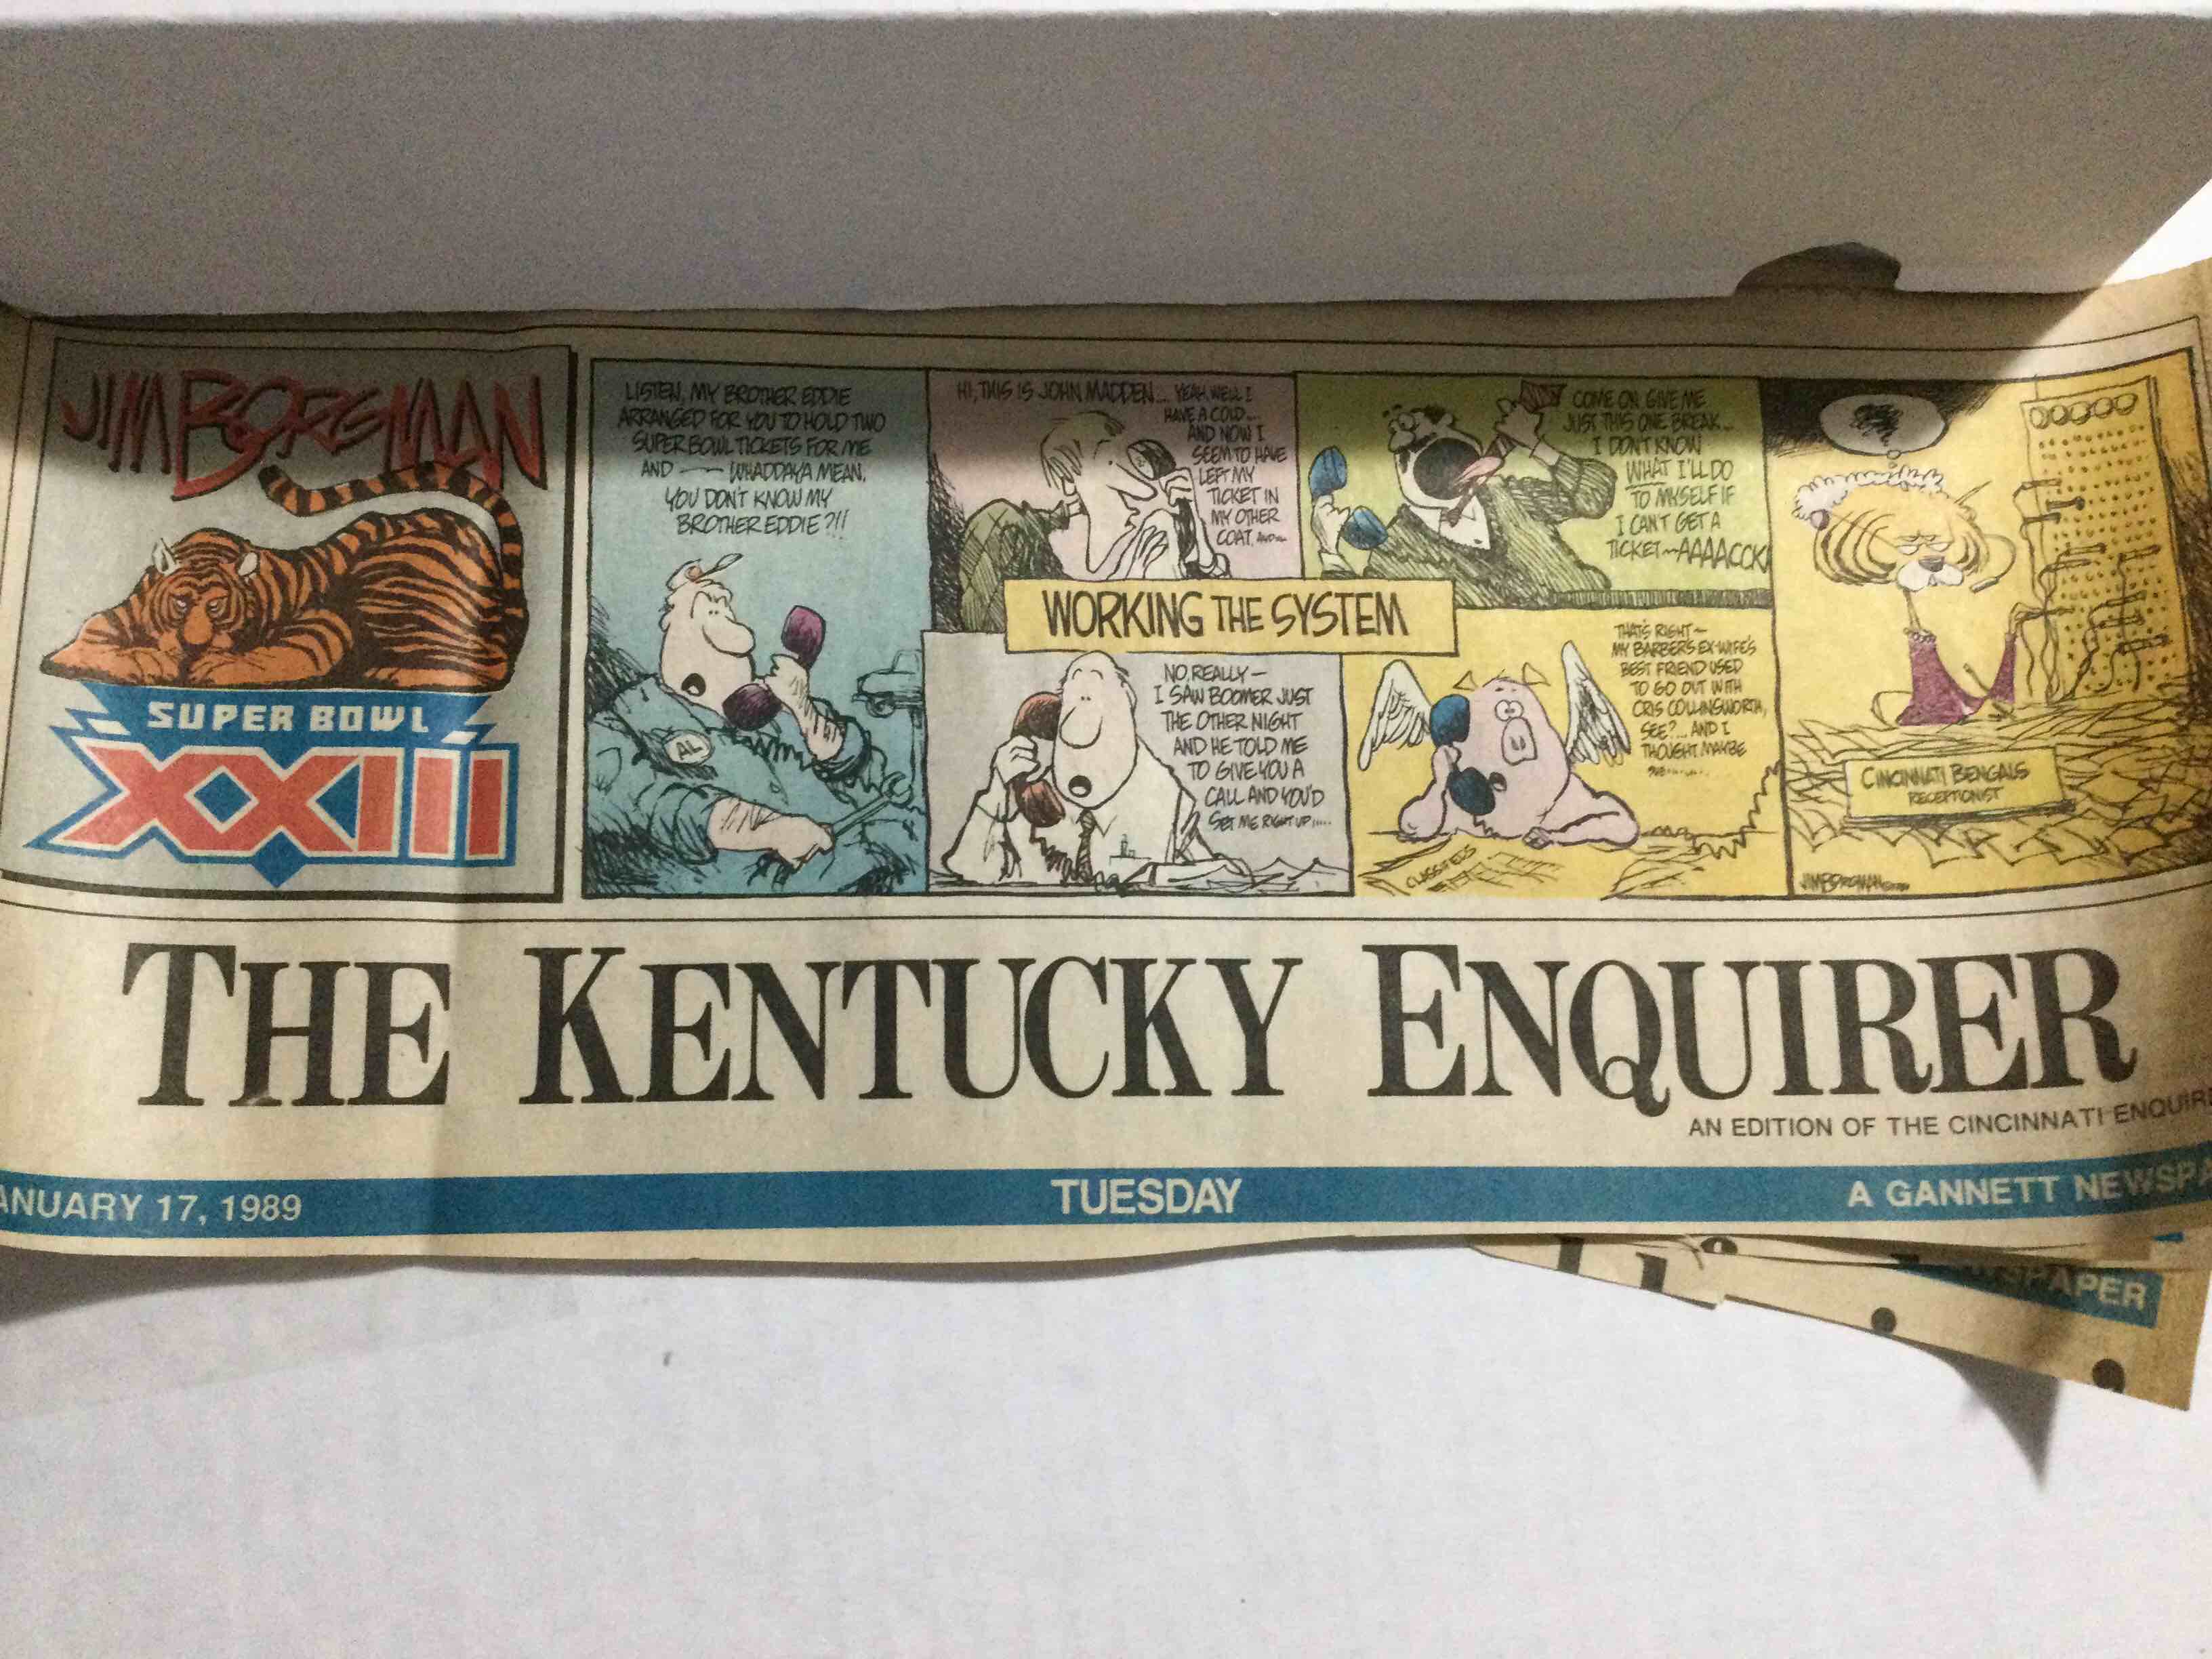 JIM BORGMAN
SUPER BOWL
XXIII
LISTEN, MY BROTHER EDDIE
ARRANGED FOR YOU TO HOLD TWO
SUPER BOWL TICKETS FOR ME
AND —— WHADDAYA MEAN,
YOU DON'T KNOW MY
BROTHER EDDIE?!!
AL
HI, THIS IS JOHN MADDEN... YEAH, WELL I
HAVE A COLD...
AND NOW I
SEEM TO HAVE
LEFT MY
TICKET IN
MY OTHER
COAT, AND...
COME ON, GIVE ME
JUST THIS ONE BREAK...
I DON'T KNOW
WHAT I'LL DO
TO MYSELF IF
I CAN'T GET A
TICKET~AAAACCK
WORKING THE SYSTEM
NO, REALLY—
I SAW BOOMER JUST
THE OTHER NIGHT
AND HE TOLD ME
TO GIVE YOU A
CALL AND YOU'D
SET ME RIGHT UP.....
THAT'S RIGHT~
MY BARBER'S EX-WIFE'S
BEST FRIEND USED
TO GO OUT WITH
CRIS COLLINSWORTH,
SEE?... AND I
THOUGHT MAYBE
CLASSIFIEDS
CINCINNATI BENGALS
RECEPTIONIST
JIM BORGMAN
THE KENTUCKY ENQUIRER
AN EDITION OF THE CINCINNATI ENQUIRE
ANUARY 17, 1989
TUESDAY
A GANNETT NEWSPA
WSPAPER